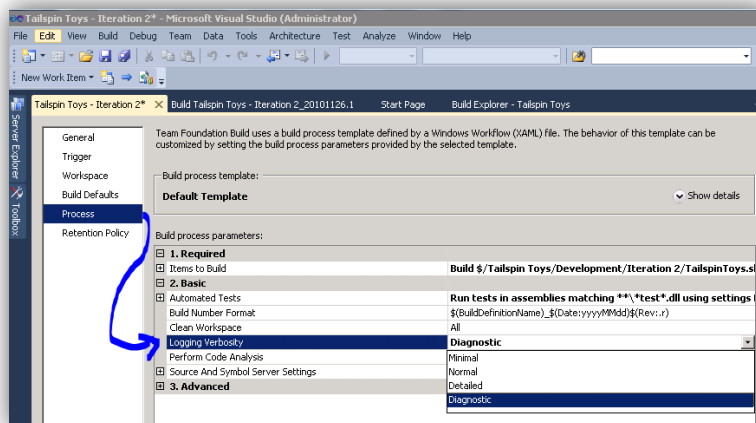 Tailspin Toys - Iteration 2* - Microsoft Visual Studio (Administrator)
File Edit View Build Debug Team Data Tools Architecture Test Analyze Window Help
New Work Item
Tailspin Toys - Iteration 2* Build Tailspin Toys - Iteration 2_20101126.1 Start Page Build Explorer - Tailspin Toys
Server Explorer
Toolbox
General
Trigger
Workspace
Build Defaults
Process
Retention Policy
Team Foundation Build uses a build process template defined by a Windows Workflow (XAML) file. The behavior of this template can be
customized by setting the build process parameters provided by the selected template.
Build process template:
Default Template
Show details
Build process parameters:
1. Required
Items to Build Build $/Tailspin Toys/Development/Iteration 2/TailspinToys.s
2. Basic
Automated Tests Run tests in assemblies matching **\*test*.dll using settings
Build Number Format $(BuildDefinitionName)_$(Date:yyyyMMdd)$(Rev:.r)
Clean Workspace All
Logging Verbosity Diagnostic
Perform Code Analysis
Source And Symbol Server Settings
3. Advanced
Minimal
Normal
Detailed
Diagnostic